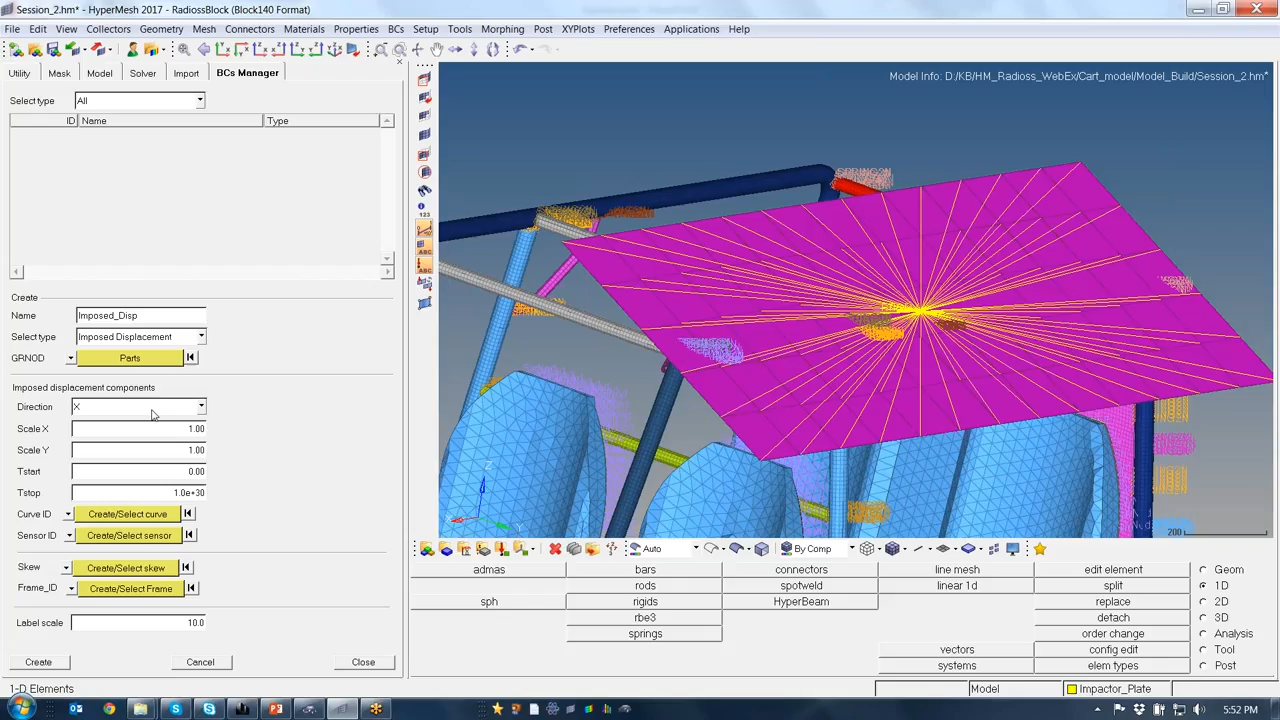 Session_2.hm* - HyperMesh 2017 - RadiossBlock (Block140 Format)
File Edit View Collectors Geometry Mesh Connectors Materials Properties BCs Setup Tools Morphing Post XYPlots Preferences Applications Help
Utility Mask Model Solver Import BCs Manager
Model Info: D:/KB/HM_Radioss_WebEx/Cart_model/Model_Build/Session_2.hm*
Select type All
ID Name Type
Create
Name Imposed_Disp
Select type Imposed Displacement
GRNOD Parts
Imposed displacement components
Direction X
Scale X 1.00
Scale Y 1.00
Tstart 0.00
Tstop 1.0e+30
Curve ID Create/Select curve
Sensor ID Create/Select sensor
Skew Create/Select skew
Frame_ID Create/Select Frame
Label scale 10.0
Create Cancel Close
123
ABC
ABC
Z
X
Y
200
Auto By Comp
admas bars connectors line mesh edit element Geom
rods spotweld linear 1d split 1D
sph rigids HyperBeam replace 2D
rbe3 detach 3D
springs order change Analysis
vectors config edit Tool
systems elem types Post
1-D Elements Model Impactor_Plate
5:52 PM